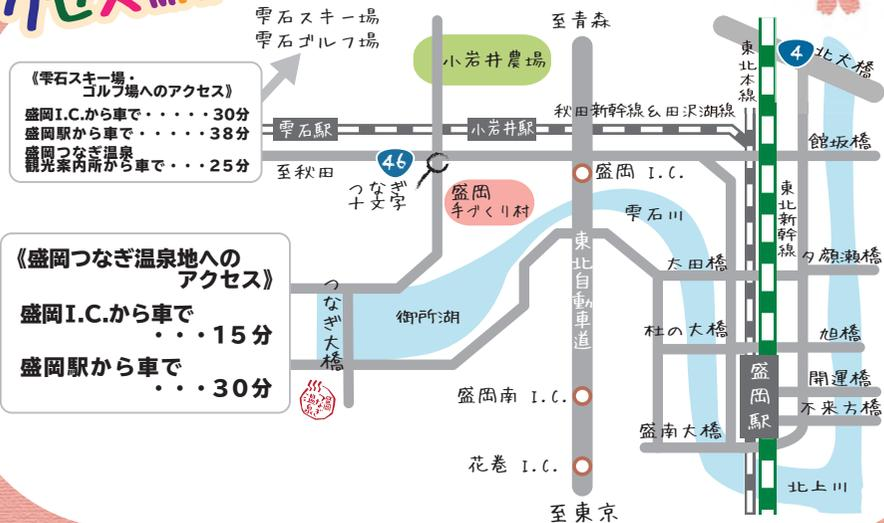 雫石スキー場
雫石ゴルフ場
《雫石スキー場・
ゴルフ場へのアクセス》
盛岡I.C.から車で・・・・・30分
盛岡駅から車で・・・・・・38分
盛岡つなぎ温泉
観光案内所から車で・・・25分
至青森
小岩井農場
秋田新幹線&田沢湖線
東北本線
4
北大橋
雫石駅
小岩井駅
館坂橋
至秋田
46
つなぎ
十文字
盛岡
手づくり村
盛岡 I.C.
雫石川
東北新幹線
夕顔瀬橋
太田橋
東北自動車道
《盛岡つなぎ温泉地への
アクセス》
盛岡I.C.から車で
・・・15分
盛岡駅から車で
・・・30分
つなぎ大橋
御所湖
杜の大橋
旭橋
盛岡駅
開運橋
不来方橋
盛岡南 I.C.
盛南大橋
花巻 I.C.
北上川
至東京